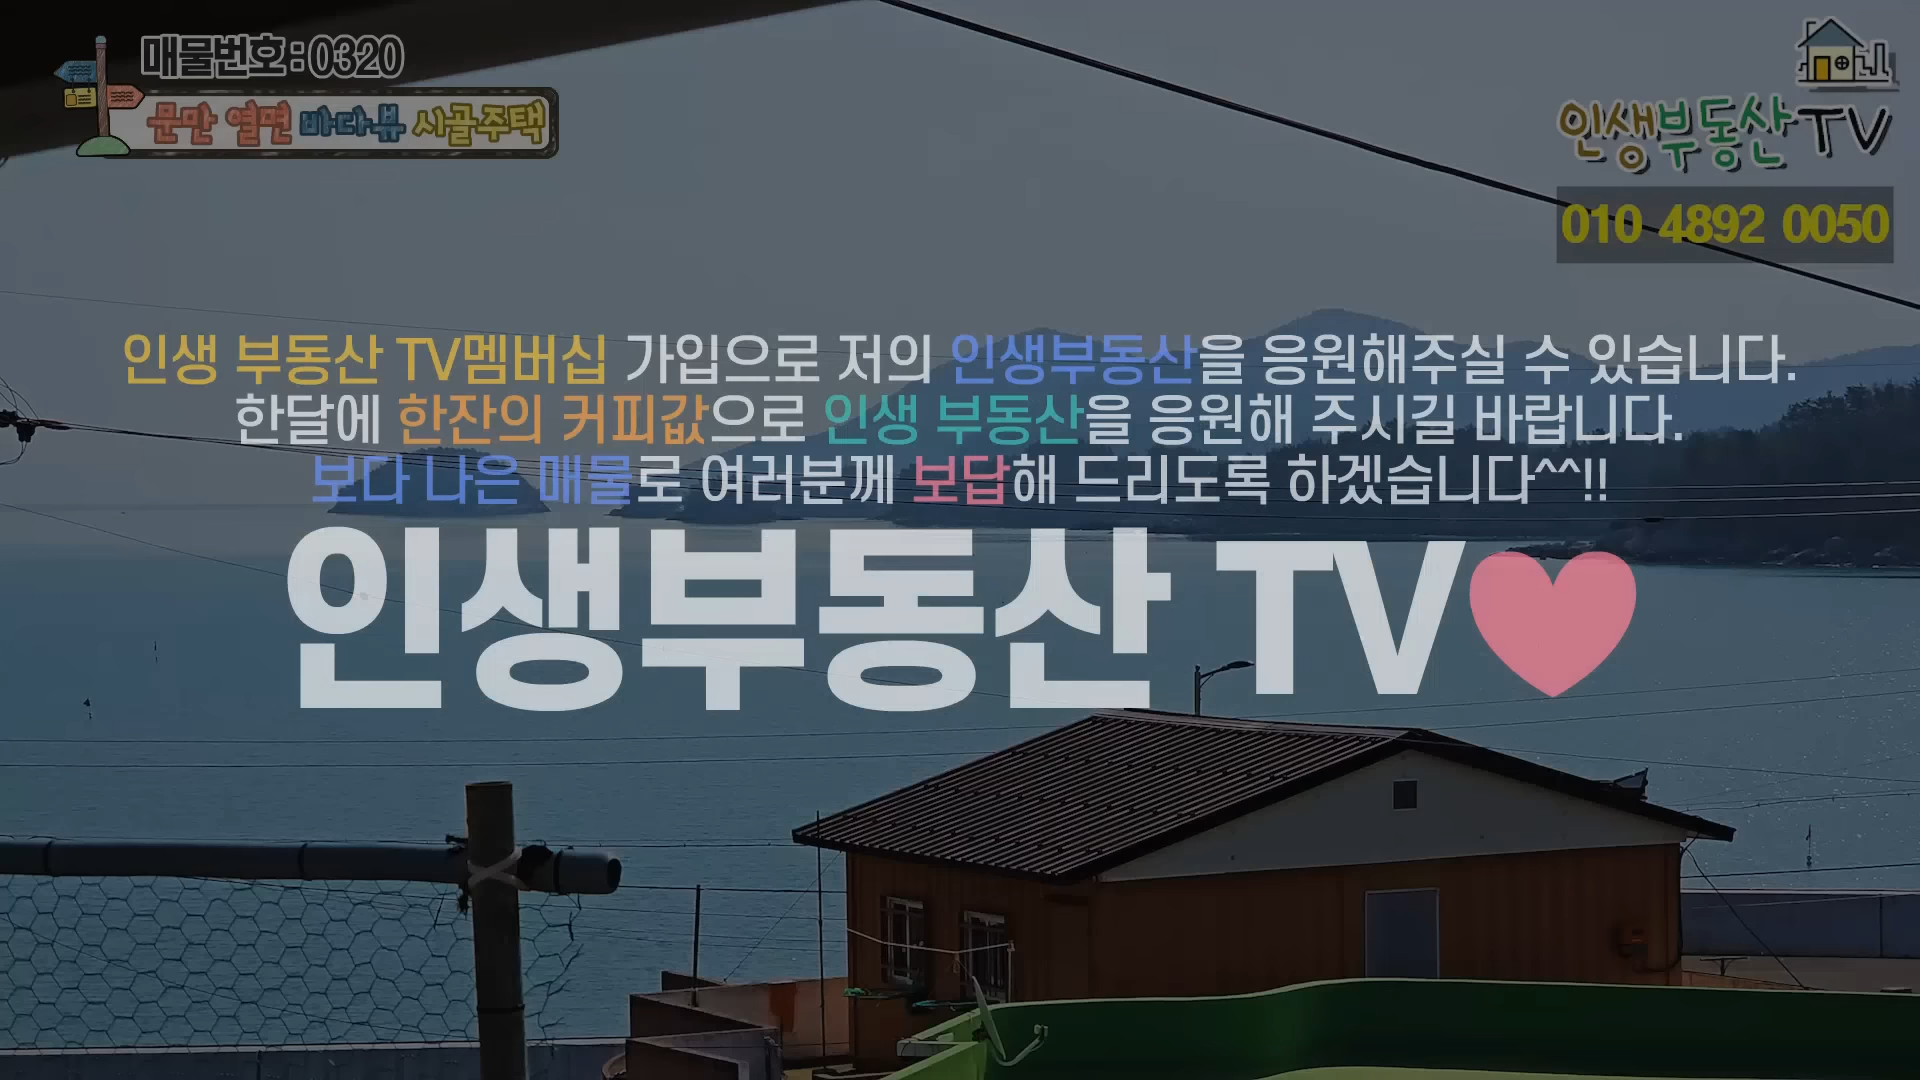 매물번호 : 0320
문만 열면 바다뷰 시골주택
인생부동산 TV
010 4892 0050
인생 부동산 TV멤버십 가입으로 저의 인생부동산을 응원해주실 수 있습니다.
한달에 한잔의 커피값으로 인생 부동산을 응원해 주시길 바랍니다.
보다 나은 매물로 여러분께 보답해 드리도록 하겠습니다^^!!
인생부동산 TV♥